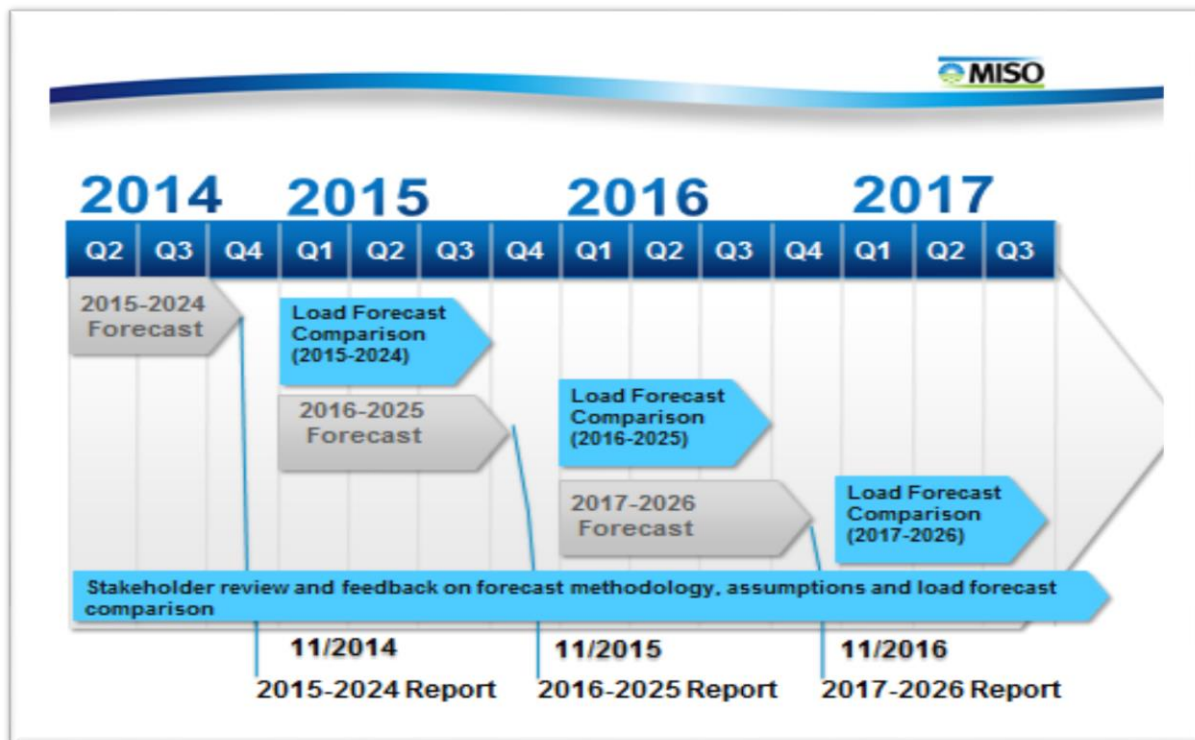 MISO
2014 2015 2016 2017
Q2 Q3 Q4 Q1 Q2 Q3 Q4 Q1 Q2 Q3 Q4 Q1 Q2 Q3
2015-2024
Forecast
Load Forecast
Comparison
(2015-2024)
2016-2025
Forecast
Load Forecast
Comparison
(2016-2025)
2017-2026
Forecast
Load Forecast
Comparison
(2017-2026)
Stakeholder review and feedback on forecast methodology, assumptions and load forecast
comparison
11/2014
2015-2024 Report
11/2015
2016-2025 Report
11/2016
2017-2026 Report